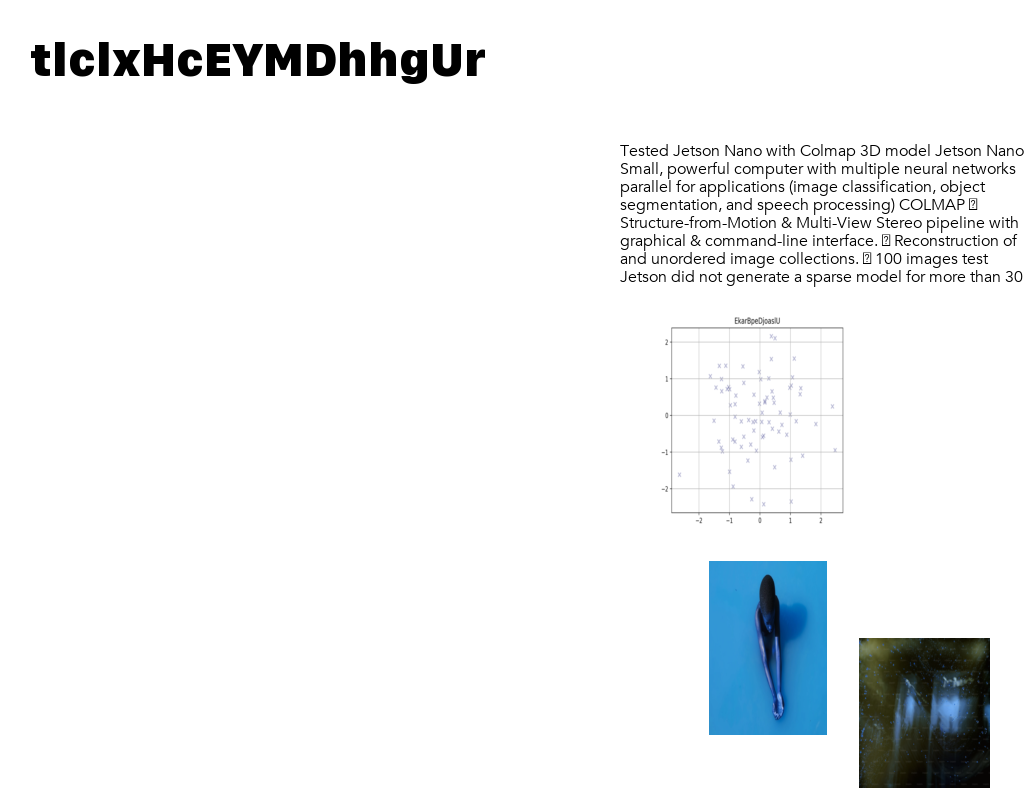 tlclxHcEYMDhhgUr
Tested Jetson Nano with Colmap 3D model Jetson Nano
Small, powerful computer with multiple neural networks
parallel for applications (image classification, object
segmentation, and speech processing) COLMAP
Structure-from-Motion & Multi-View Stereo pipeline with
graphical & command-line interface. Reconstruction of
and unordered image collections. 100 images test
Jetson did not generate a sparse model for more than 30
EkarBpeDjoaslU
2
1
0
−1
−2
−2 −1 0 1 2